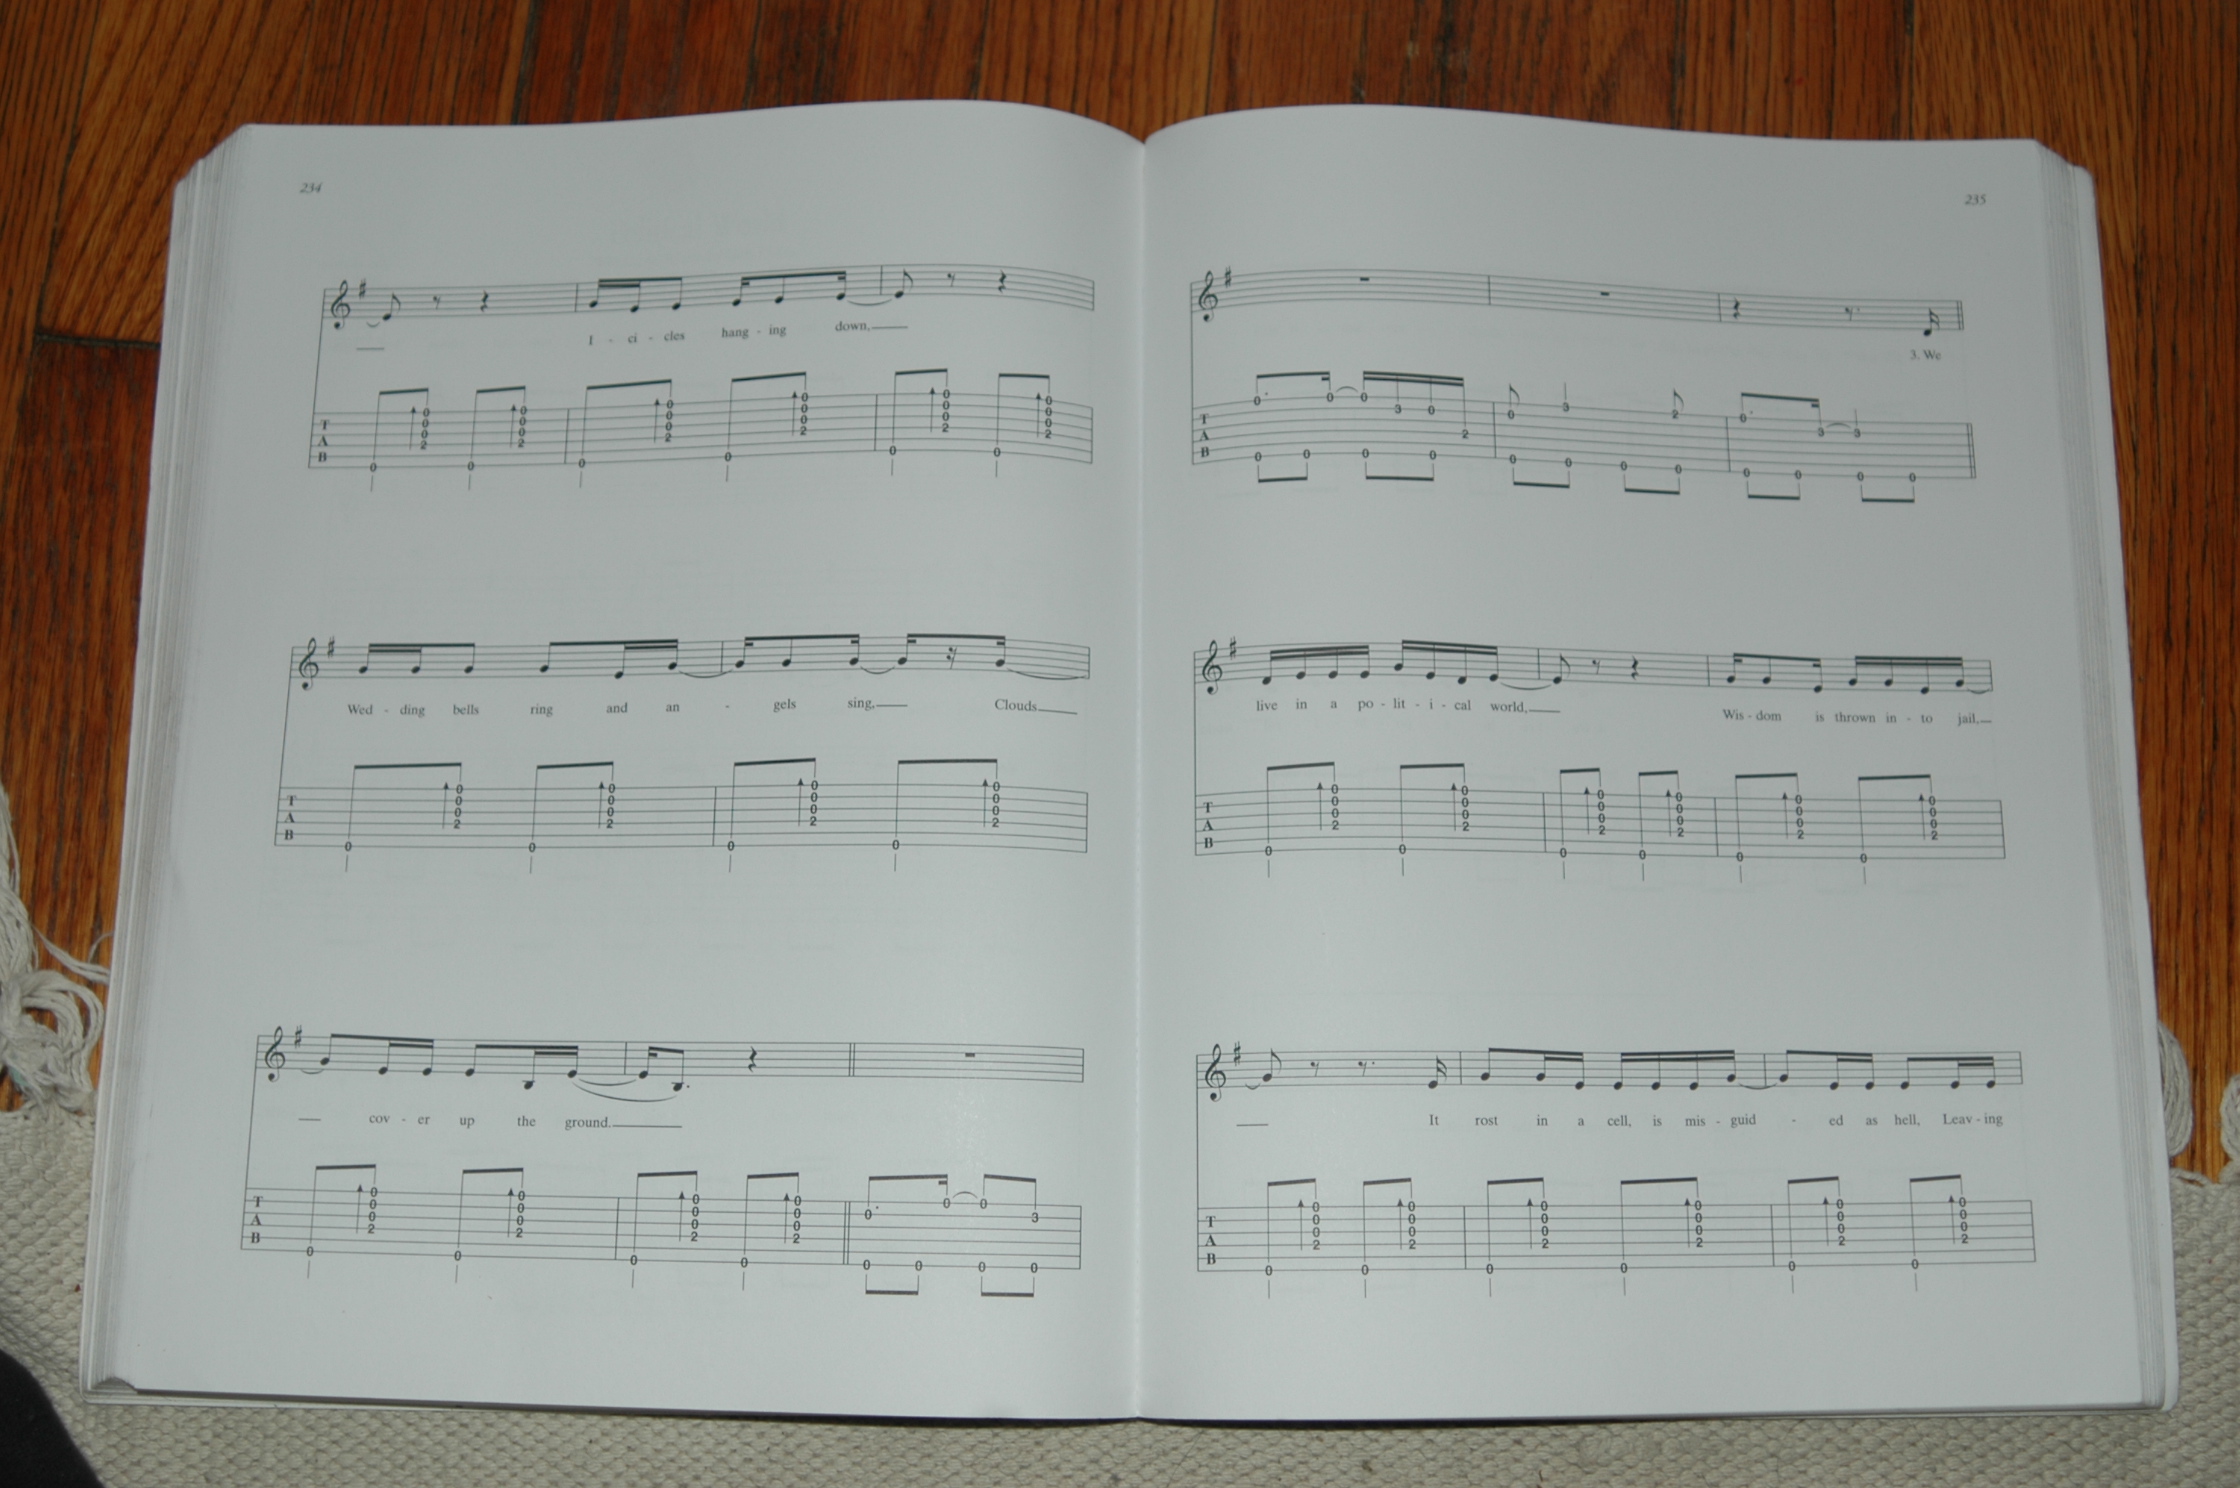 234
I - ci - cles hang - ing down,
T
A
B
Wed - ding bells ring and an - gels sing, Clouds
T
A
B
cov - er up the ground.
T
A
B
235
3. We
T
A
B
live in a po - lit - i - cal world, Wis - dom is thrown in - to jail,
T
A
B
It rost in a cell, is mis - guid - ed as hell, Leav - ing
T
A
B